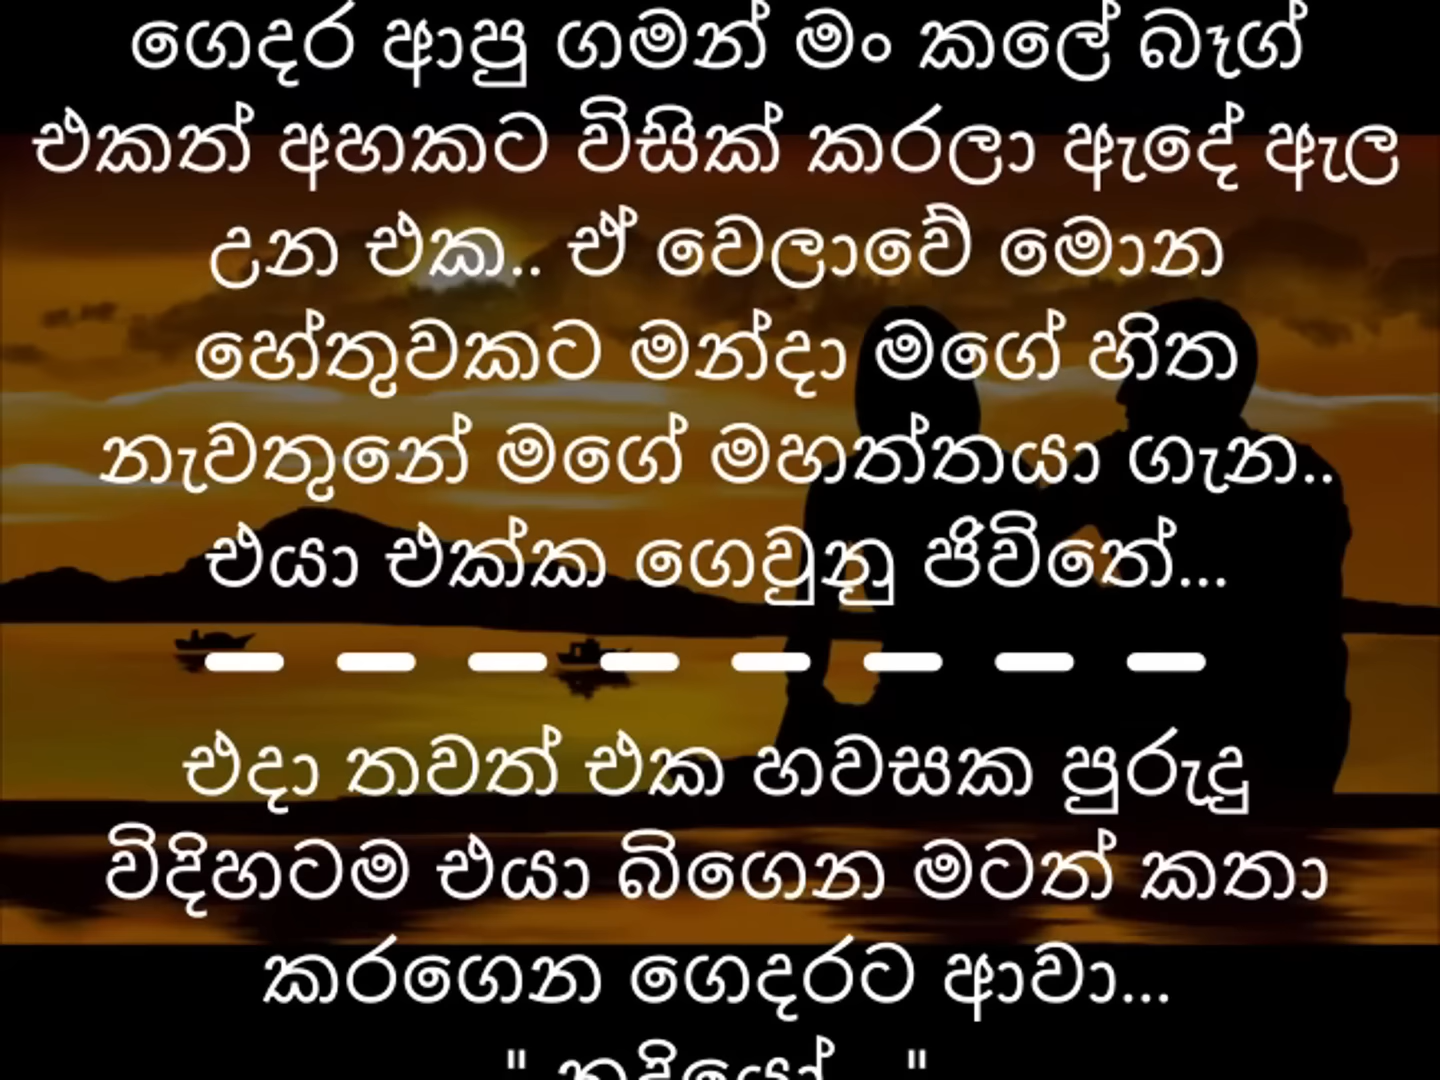 ගෙදර ආපු ගමන් මං කලේ බෑග්
එකත් අහකට විසික් කරලා ඇදේ ඇල
උන එක.. ඒ වෙලාවේ මොන
හේතුවකට මන්දා මගේ හිත
නැවතුනේ මගේ මහත්තයා ගැන..
එයා එක්ක ගෙවුනු ජිවිතේ...
එදා තවත් එක හවසක පුරුදු
විදිහටම එයා බිගෙන මටත් කතා
කරගෙන ගෙදරට ආවා...